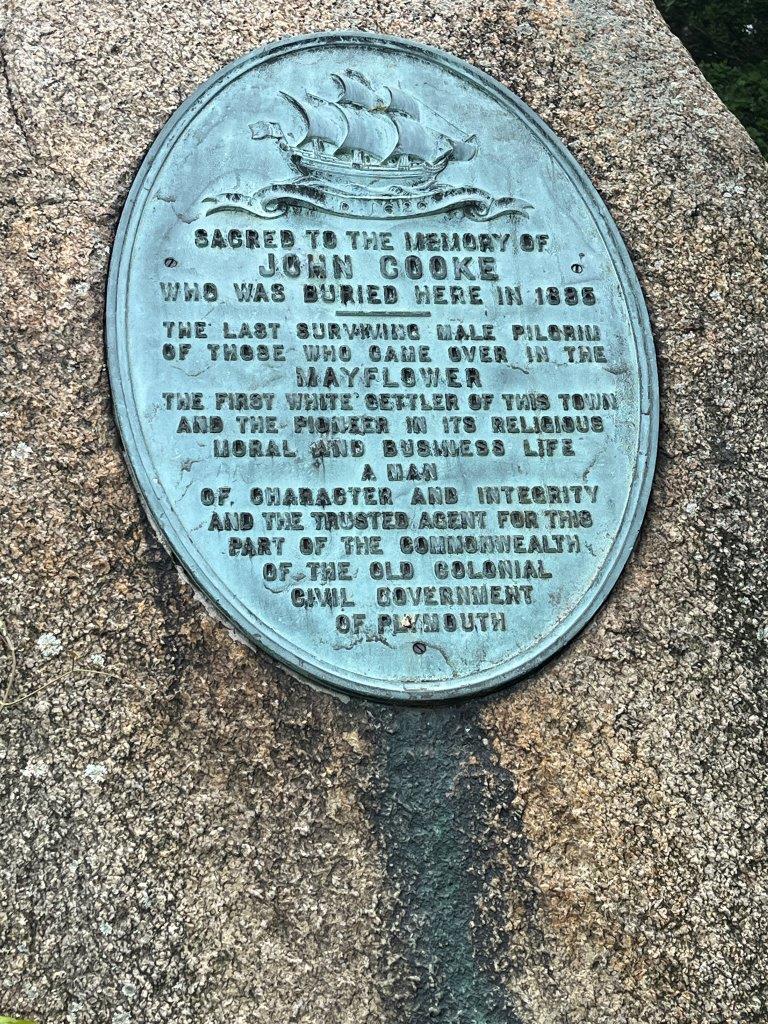 SACRED TO THE MEMORY OF
JOHN COOKE
WHO WAS BURIED HERE IN 1695
THE LAST SURVIVING MALE PILGRIM
OF THOSE WHO CAME OVER IN THE
MAYFLOWER
THE FIRST WHITE SETTLER OF THIS TOWN
AND THE PIONEER IN ITS RELIGIOUS
MORAL AND BUSINESS LIFE
A MAN
OF CHARACTER AND INTEGRITY
AND THE TRUSTED AGENT FOR THIS
PART OF THE COMMONWEALTH
OF THE OLD COLONIAL
CIVIL GOVERNMENT
OF PLYMOUTH